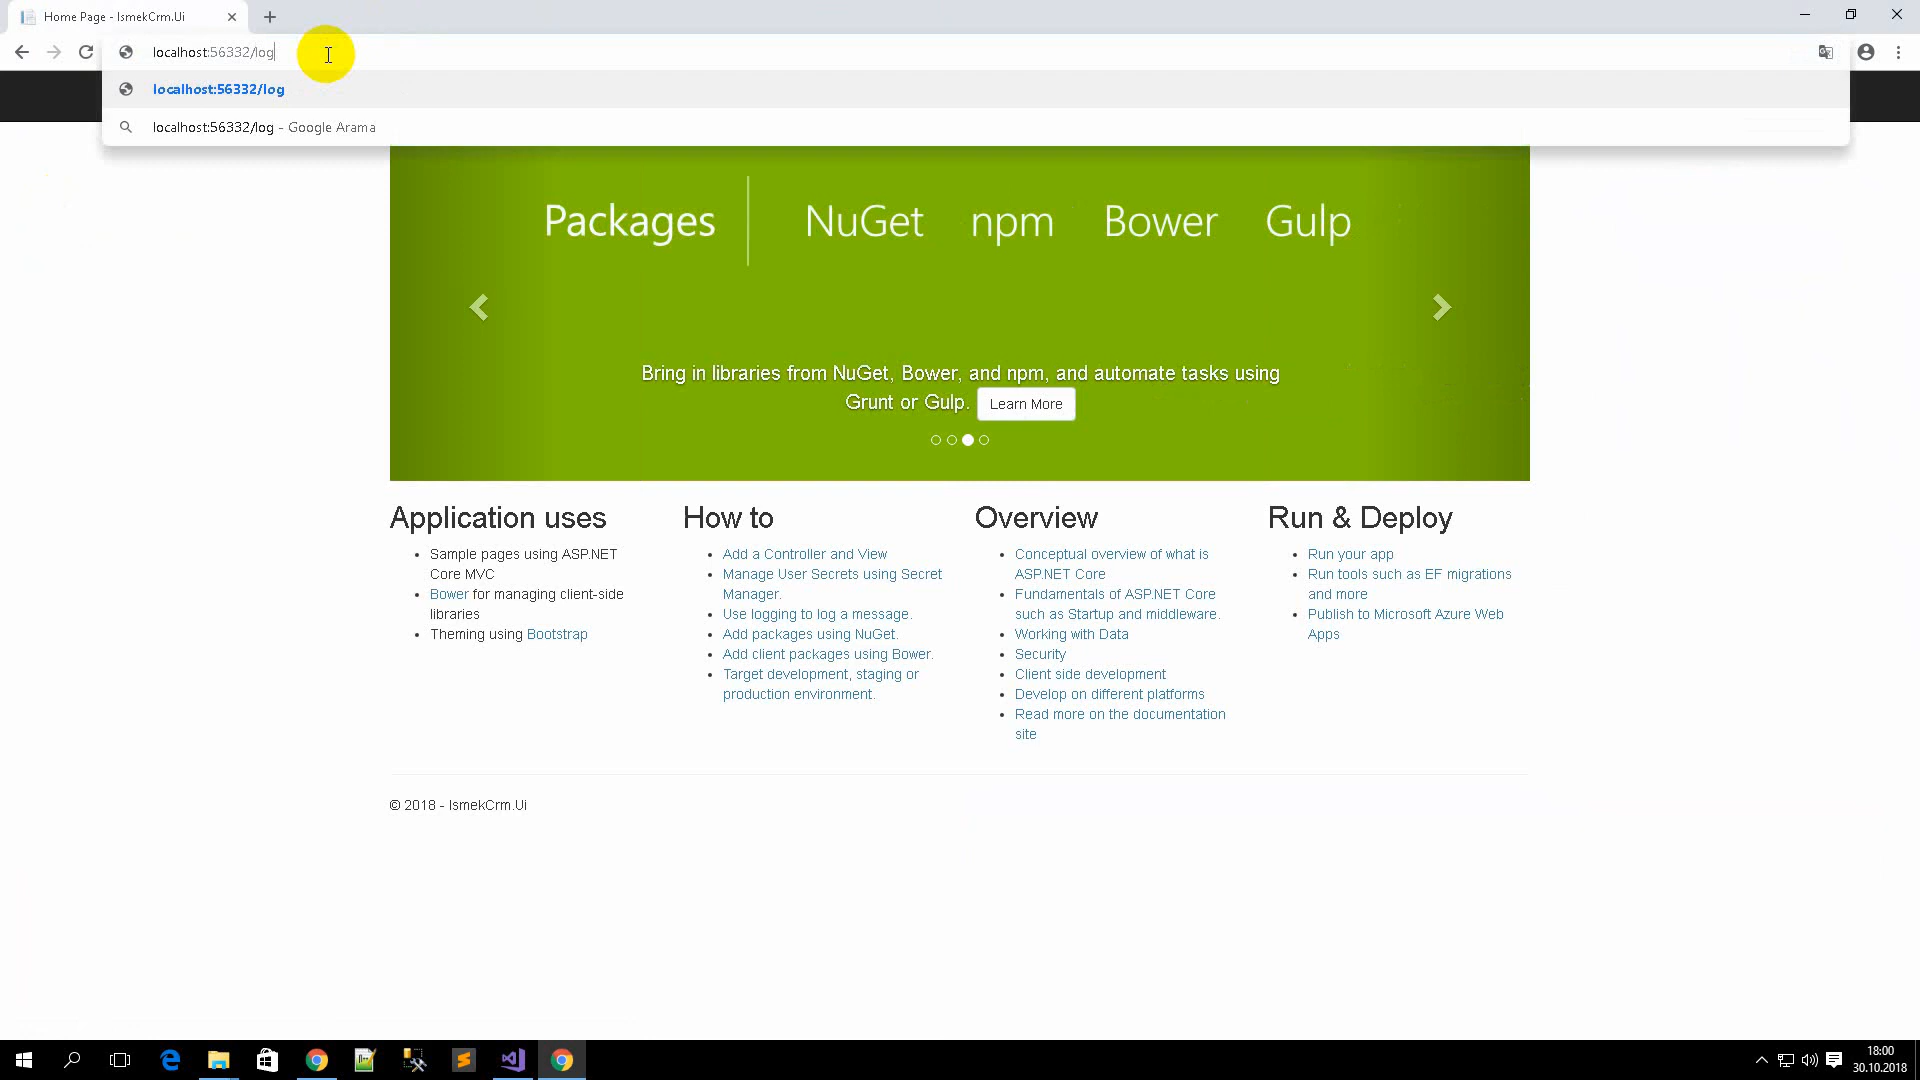 Home Page - IsmekCrm.Ui
localhost:56332/log
localhost:56332/log
localhost:56332/log - Google Arama
Packages NuGet npm Bower Gulp
Bring in libraries from NuGet, Bower, and npm, and automate tasks using
Grunt or Gulp. Learn More
Application uses
Sample pages using ASP.NET
Core MVC
Bower for managing client-side
libraries
Theming using Bootstrap
How to
Add a Controller and View
Manage User Secrets using Secret
Manager.
Use logging to log a message.
Add packages using NuGet.
Add client packages using Bower.
Target development, staging or
production environment.
Overview
Conceptual overview of what is
ASP.NET Core
Fundamentals of ASP.NET Core
such as Startup and middleware.
Working with Data
Security
Client side development
Develop on different platforms
Read more on the documentation
site
Run & Deploy
Run your app
Run tools such as EF migrations
and more
Publish to Microsoft Azure Web
Apps
© 2018 - IsmekCrm.Ui
18:00
30.10.2018